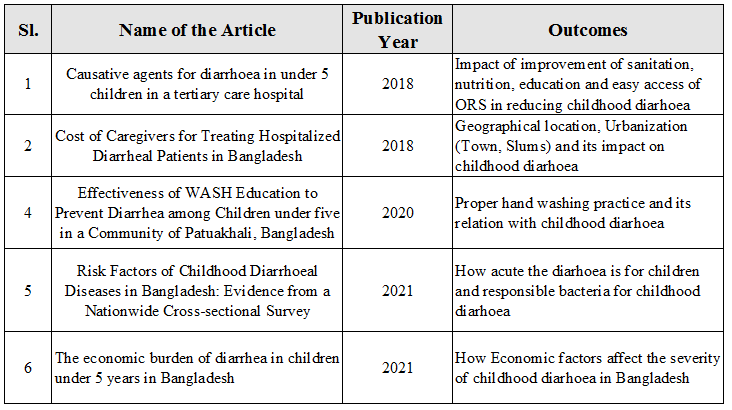 Sl.
Name of the Article
Publication
Year
Outcomes
1
Causative agents for diarrhoea in under 5
children in a tertiary care hospital
2018
Impact of improvement of sanitation,
nutrition, education and easy access of
ORS in reducing childhood diarhoea
2
Cost of Caregivers for Treating Hospitalized
Diarrheal Patients in Bangladesh
2018
Geographical location, Urbanization
(Town, Slums) and its impact on
childhood diarhoea
4
Effectiveness of WASH Education to
Prevent Diarrhea among Children under five
in a Community of Patuakhali, Bangladesh
2020
Proper hand washing practice and its
relation with childhood diarhoea
5
Risk Factors of Childhood Diarrhoeal
Diseases in Bangladesh: Evidence from a
Nationwide Cross-sectional Survey
2021
How acute the diarhoea is for children
and responsible bacteria for childhood
diarhoea
6
The economic burden of diarrhea in children
under 5 years in Bangladesh
2021
How Economic factors affect the severity
of childhood diarhoea in Bangladesh